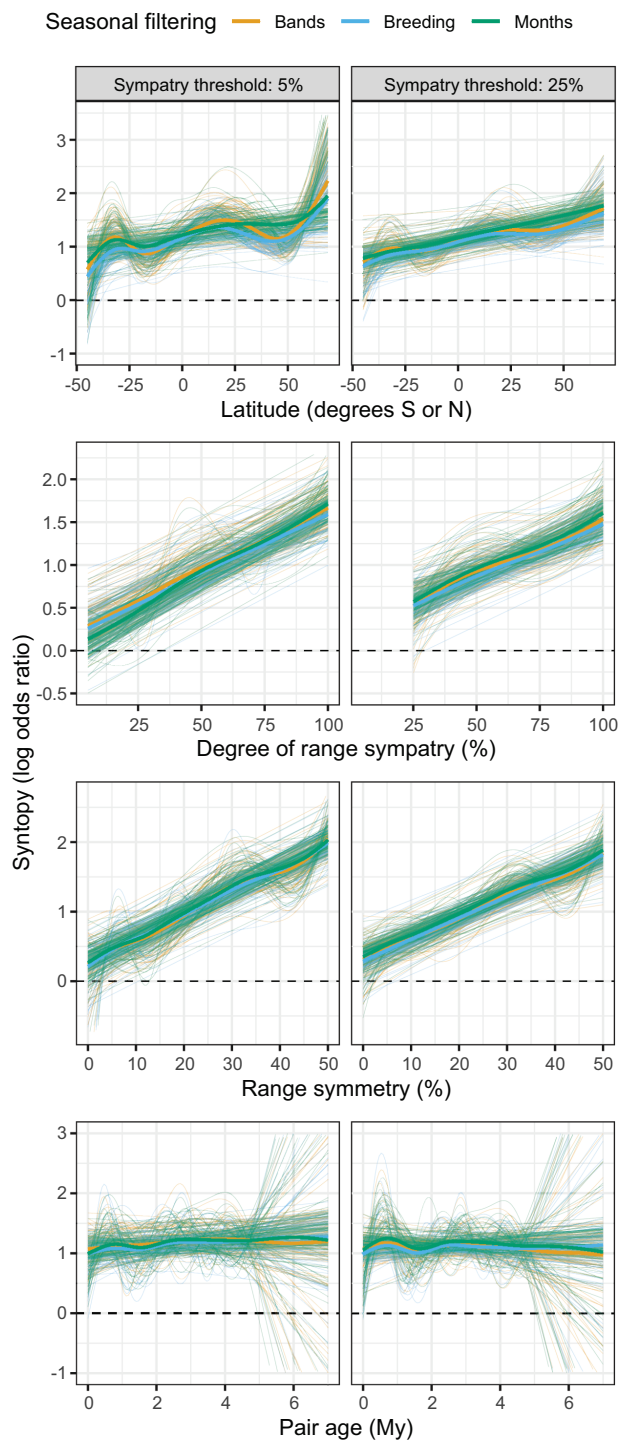 Seasonal filtering Bands Breeding Months
Sympatry threshold: 5% Sympatry threshold: 25%
3
2
1
0
-1
-50 -25 0 25 50 -50 -25 0 25 50
Latitude (degrees S or N)
Syntopy (log odds ratio)
2.0
1.5
1.0
0.5
0.0
-0.5
25 50 75 100 25 50 75 100
Degree of range sympatry (%)
2
1
0
0 10 20 30 40 50 0 10 20 30 40 50
Range symmetry (%)
3
2
1
0
-1
0 2 4 6 0 2 4 6
Pair age (My)